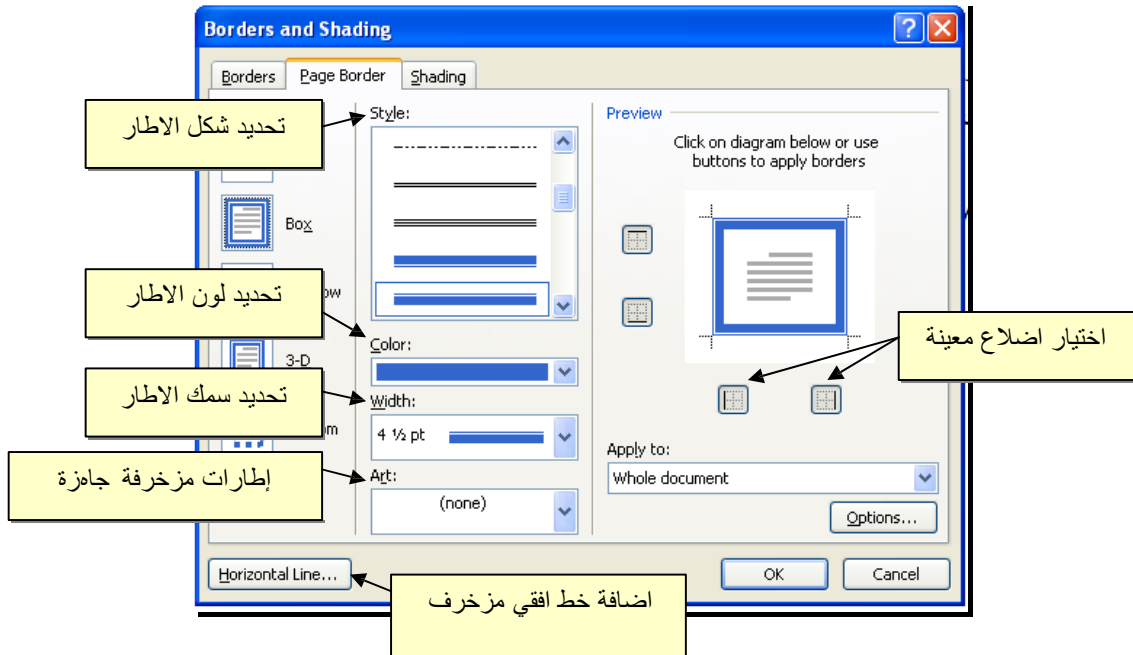 Borders and Shading
Borders
Page Border
Shading
تحديد شكل الاطار
Style:
Preview
Click on diagram below or use
buttons to apply borders
Box
تحديد لون الاطار
ow
Color:
3-D
اختيار اضلاع معينة
تحديد سمك الاطار
Width:
4 ½ pt
om
إطارات مزخرفة جاهزة
Art:
(none)
Apply to:
Whole document
Options...
Horizontal Line...
OK
Cancel
اضافة خط افقي مزخرف